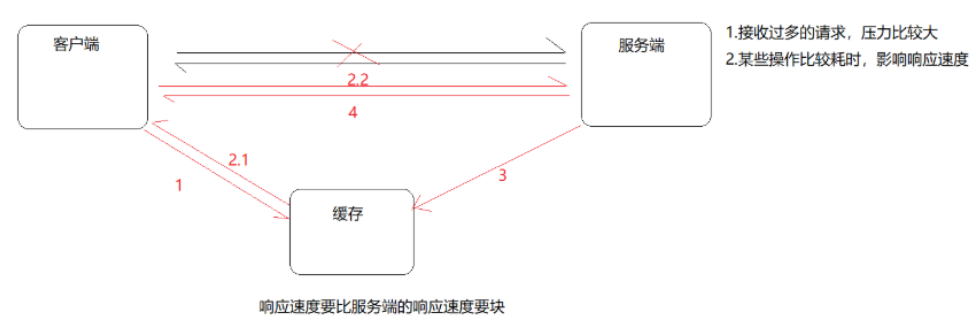 客户端
服务端
1.接收过多的请求，压力比较大
2.某些操作比较耗时，影响响应速度
2.2
4
2.1
1
3
缓存
响应速度要比服务端的响应速度要块